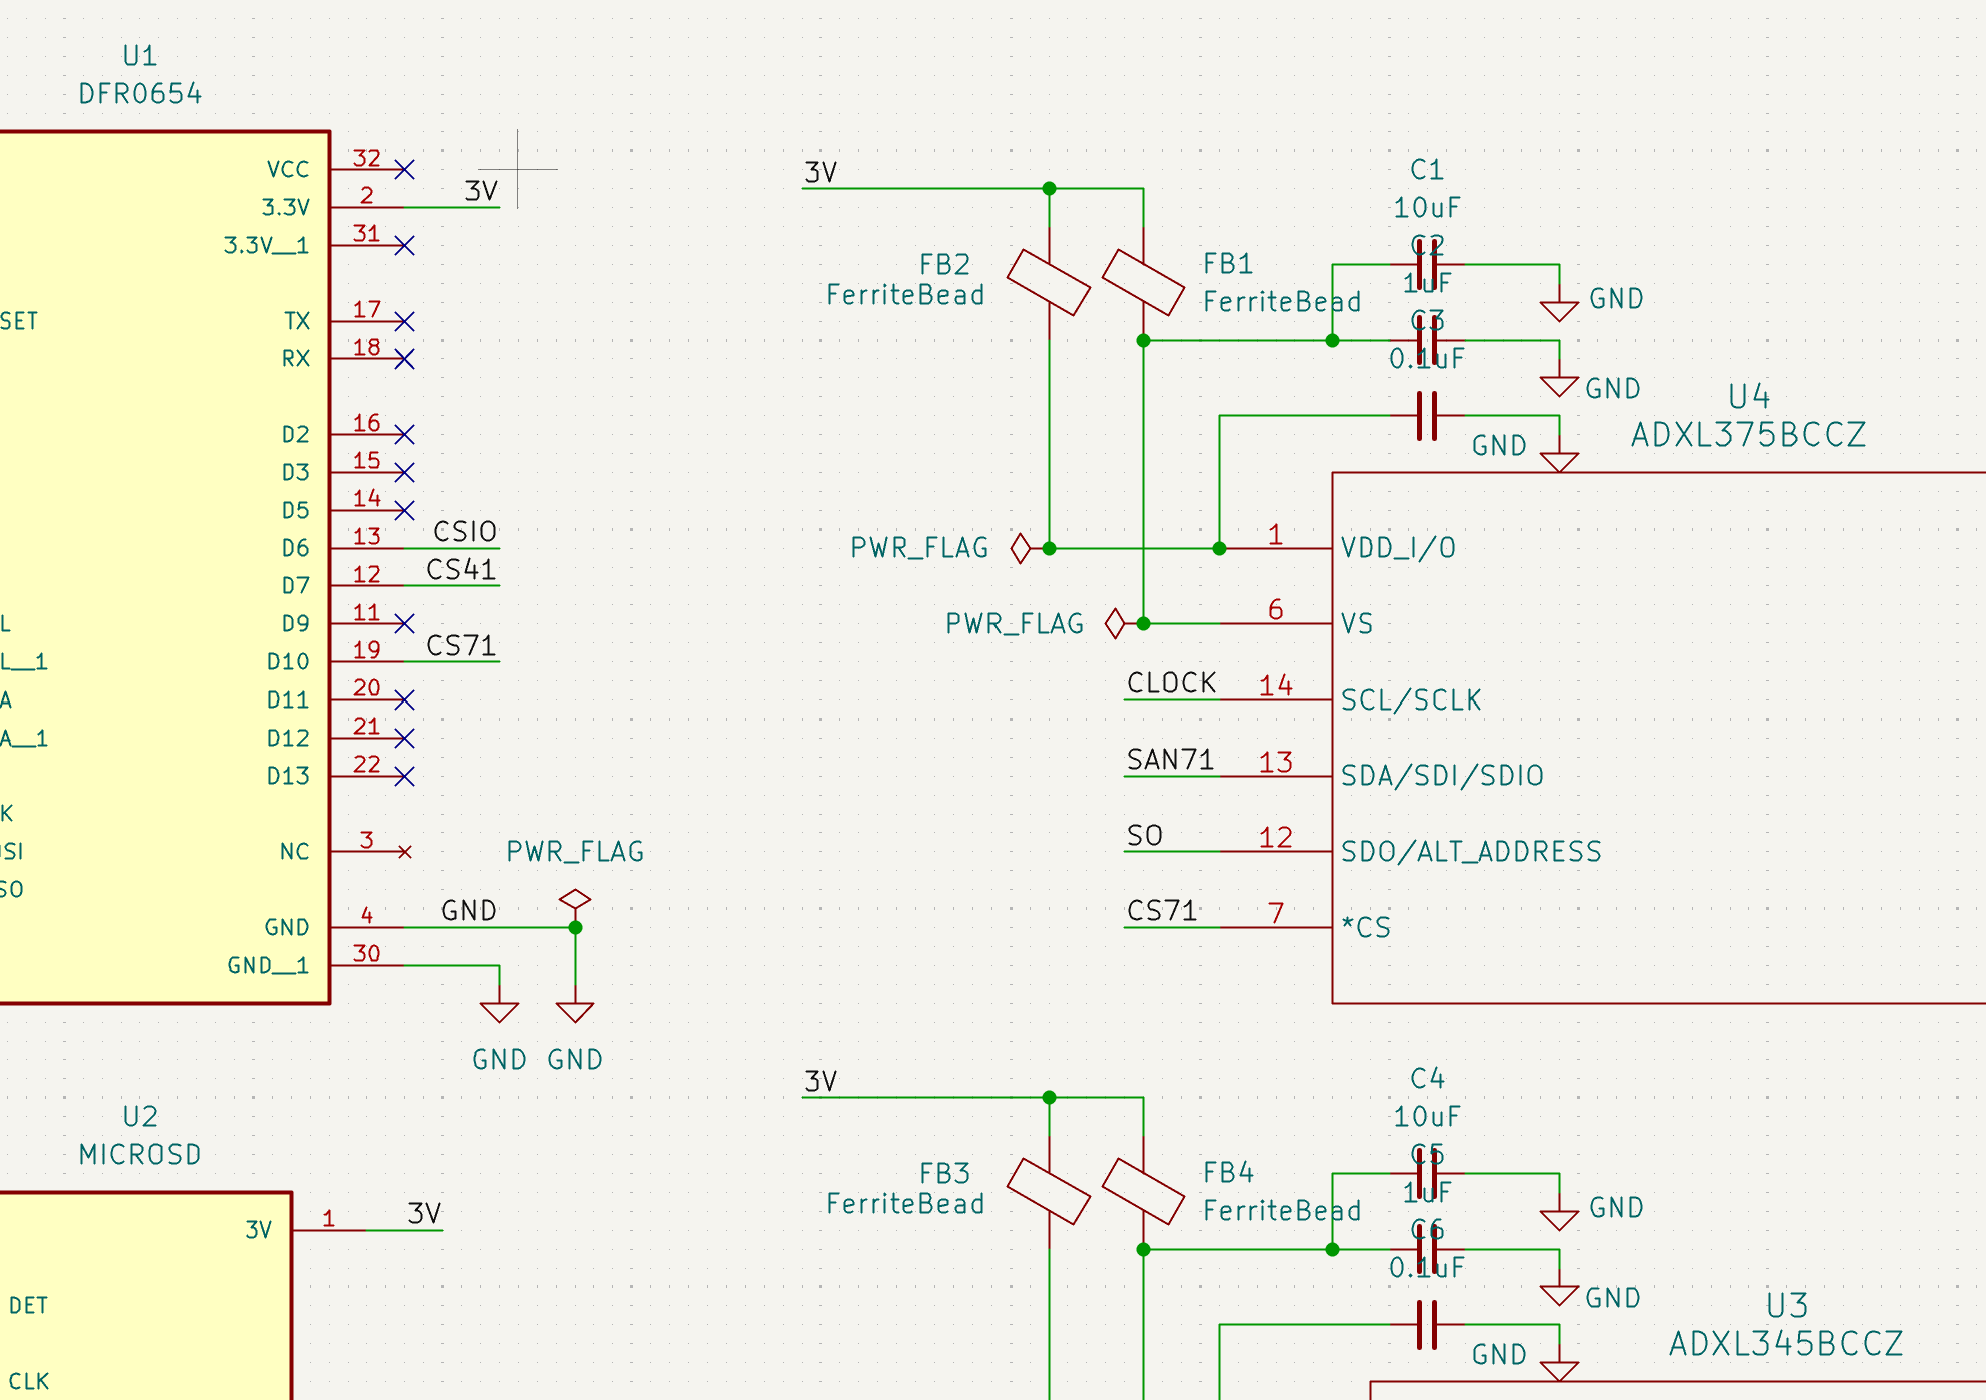 U1
DFR0654
VCC 32
3.3V 2 3V
3.3V__1 31
SET TX 17
RX 18
D2 16
D3 15
D5 14
D6 13 CSIO
D7 12 CS41
L D9 11
L__1 D10 19 CS71
A D11 20
A__1 D12 21
D13 22
K
SI NC 3
SO
PWR_FLAG
GND 4 GND
GND__1 30
GND GND
3V
FB2
FerriteBead
FB1
FerriteBead
C1
10uF
C2
1uF
C3
0.1uF
GND
GND
GND
U4
ADXL375BCCZ
PWR_FLAG 1 VDD_I/O
PWR_FLAG 6 VS
CLOCK 14 SCL/SCLK
SAN71 13 SDA/SDI/SDIO
SO 12 SDO/ALT_ADDRESS
CS71 7 *CS
U2
MICROSD
3V 1 3V
DET
CLK
3V
FB3
FerriteBead
FB4
FerriteBead
C4
10uF
C5
1uF
C6
0.1uF
GND
GND
GND
U3
ADXL345BCCZ